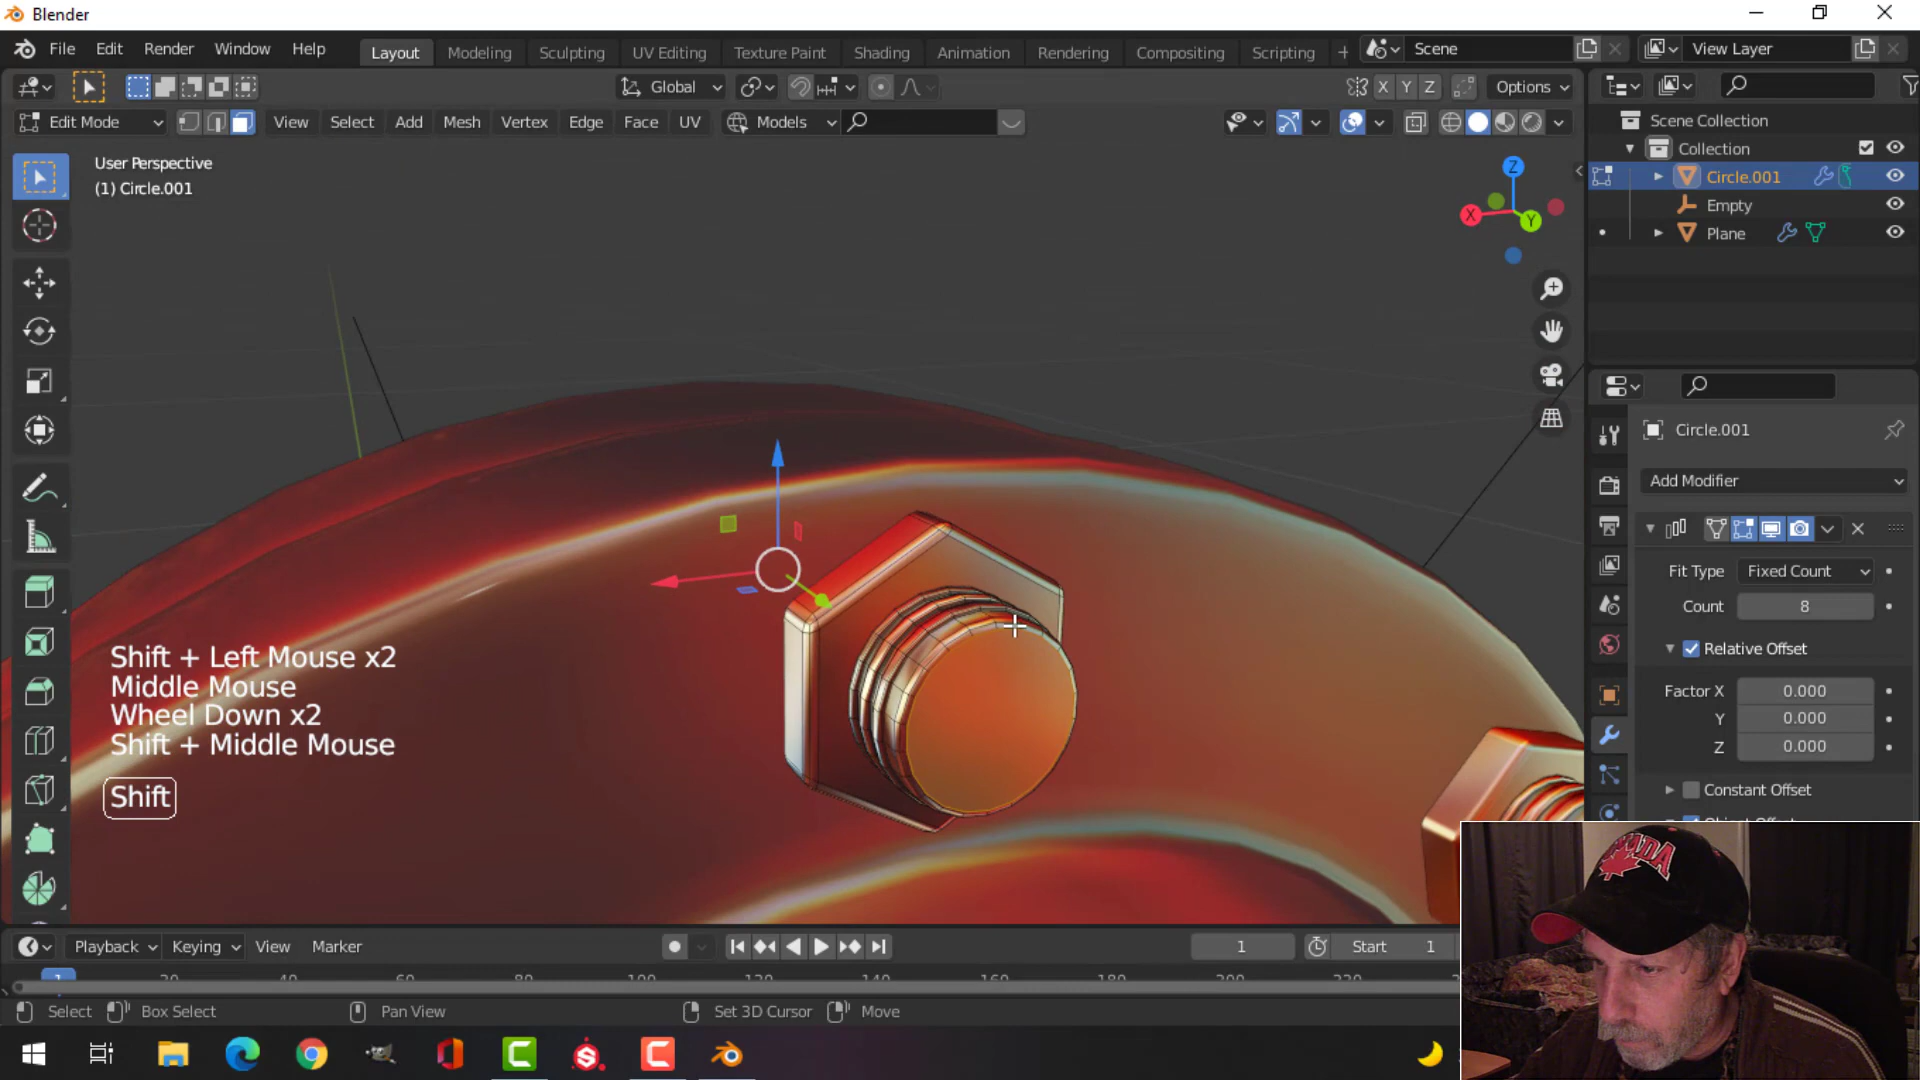 Blender
File Edit Render Window Help
Layout Modeling Sculpting UV Editing Texture Paint Shading Animation Rendering Compositing Scripting +
Scene
View Layer
Global
X Y Z
Options
Edit Mode
View Select Add Mesh Vertex Edge Face UV
Models
User Perspective
(1) Circle.001
Z
X
Y
Scene Collection
Collection
Circle.001
Empty
Plane
Circle.001
Add Modifier
Fit Type Fixed Count
Count 8
Relative Offset
Factor X 0.000
Y 0.000
Z 0.000
Constant Offset
Shift + Left Mouse x2
Middle Mouse
Wheel Down x2
Shift + Middle Mouse
Shift
Playback Keying View Marker
1
Start 1
1
Select
Box Select
Pan View
Set 3D Cursor
Move